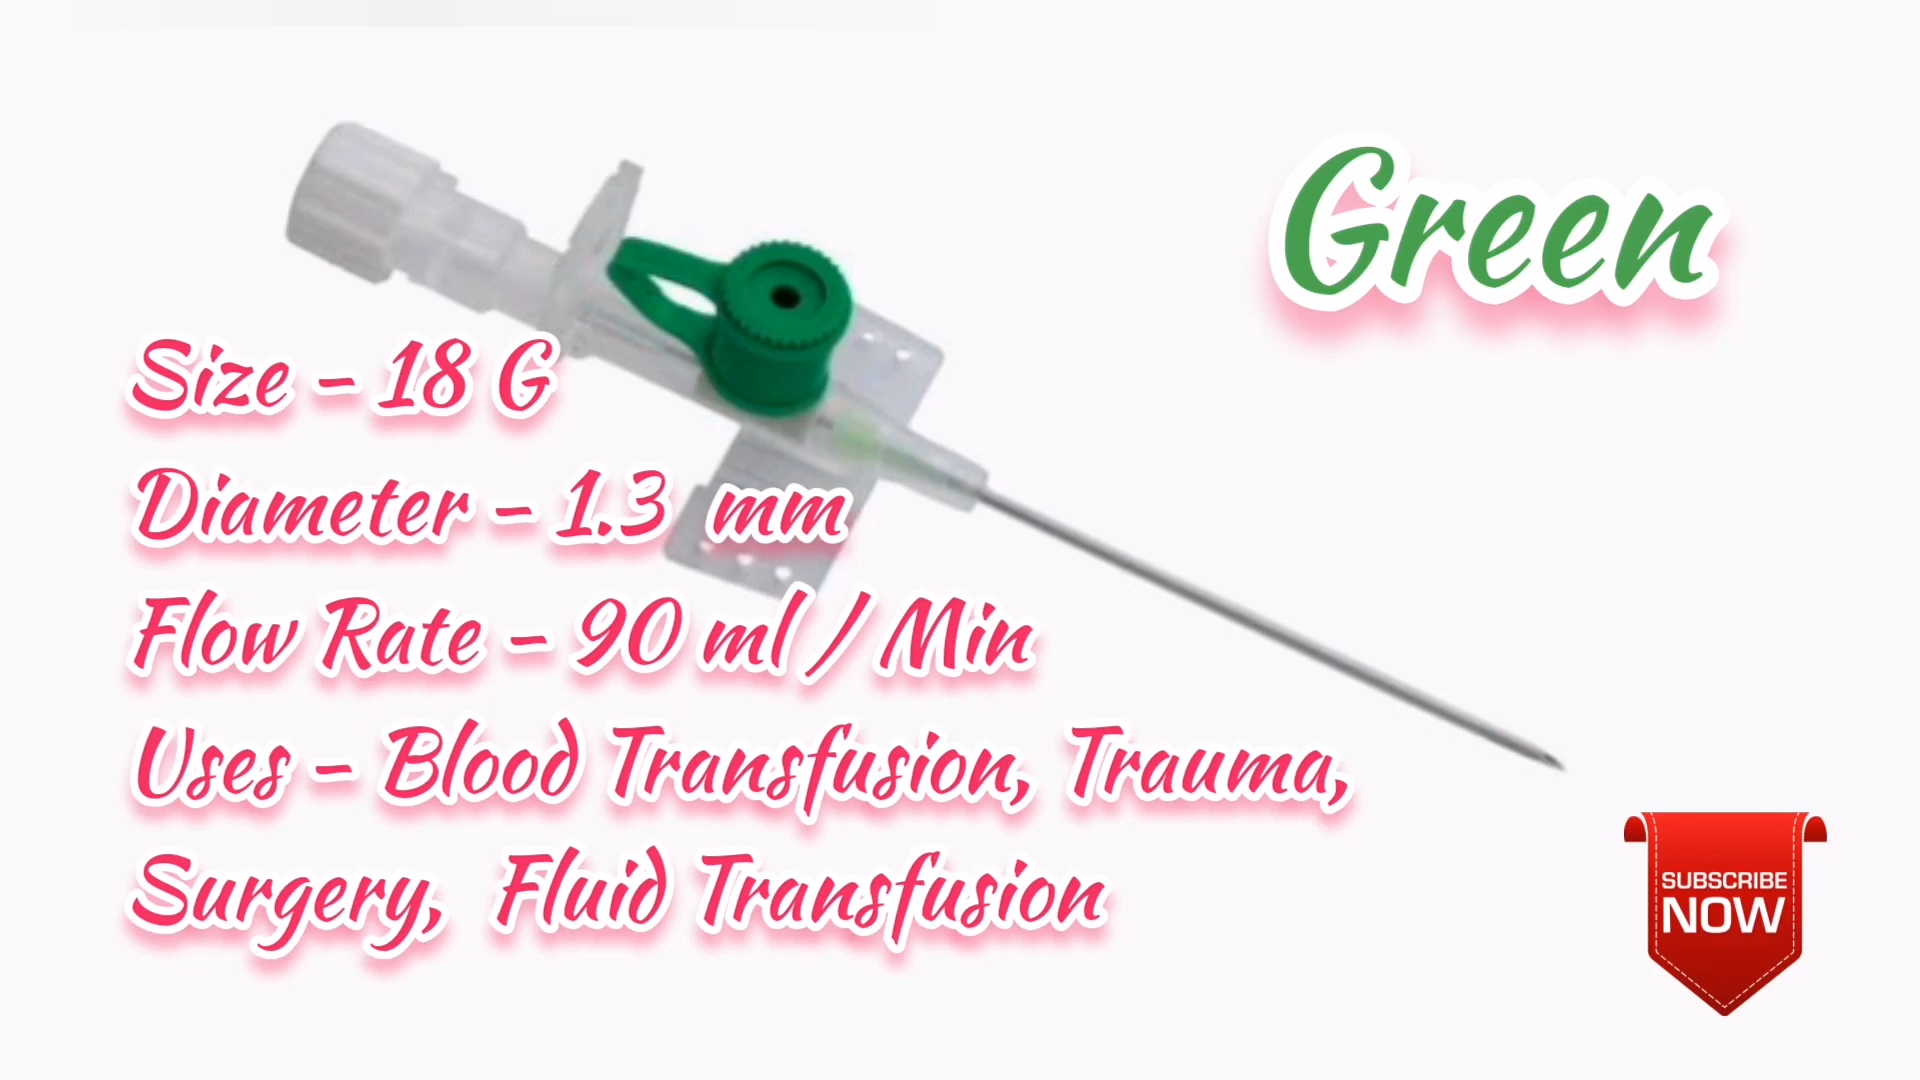 Green
Size - 18 G
Diameter - 1.3 mm
Flow Rate - 90 ml / Min
Uses - Blood Transfusion, Trauma,
Surgery, Fluid Transfusion
SUBSCRIBE
NOW